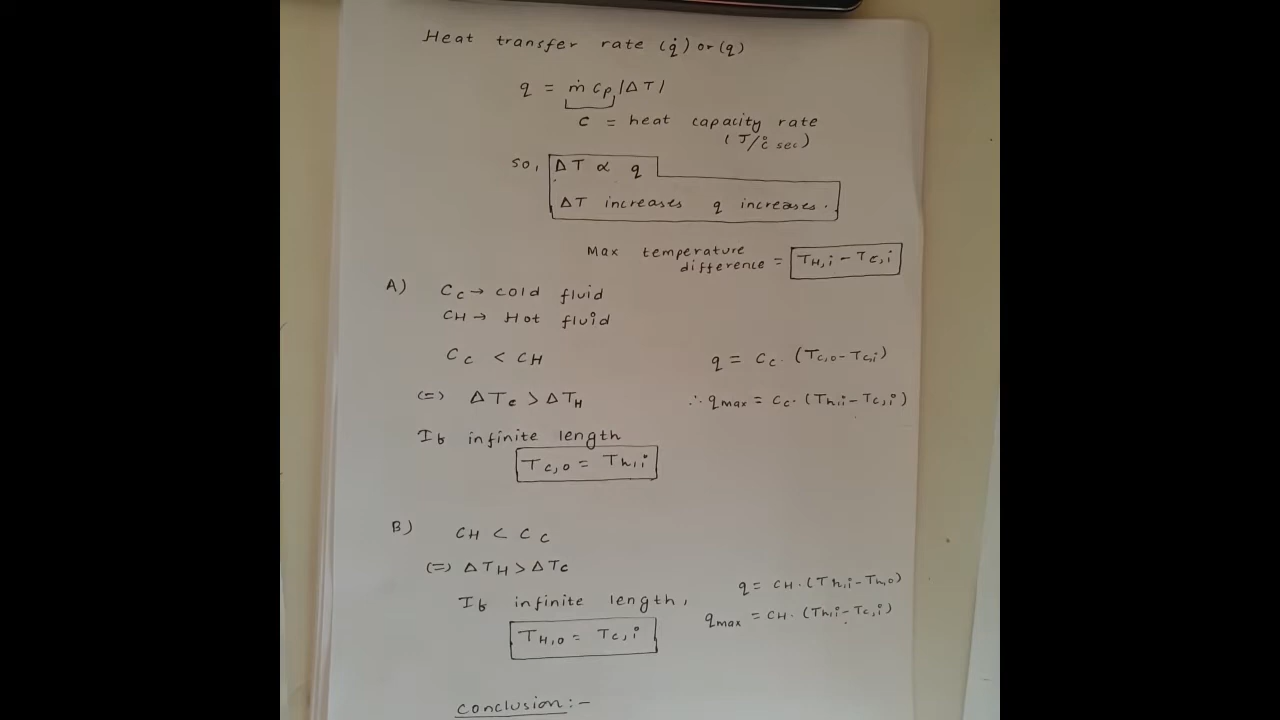 Heat transfer rate (q̇) or (q)
q = ṁ Cp |ΔT|
C = heat capacity rate
(J/°C sec)
so, ΔT ∝ q
ΔT increases q increases.
Max temperature
difference = TH,i - Tc,i
A) Cc → cold fluid
CH → Hot fluid
Cc < CH
q = Cc. (Tc,o - Tc,i)
(=) ΔTc > ΔTH
∴ qmax = Cc. (Th,i - Tc,i)
If infinite length
Tc,o = Th,i
B) CH < Cc
(=) ΔTH > ΔTc
q = CH. (Th,i - Th,o)
If infinite length,
qmax = CH. (Th,i - Tc,i)
TH,o = Tc,i
conclusion :-